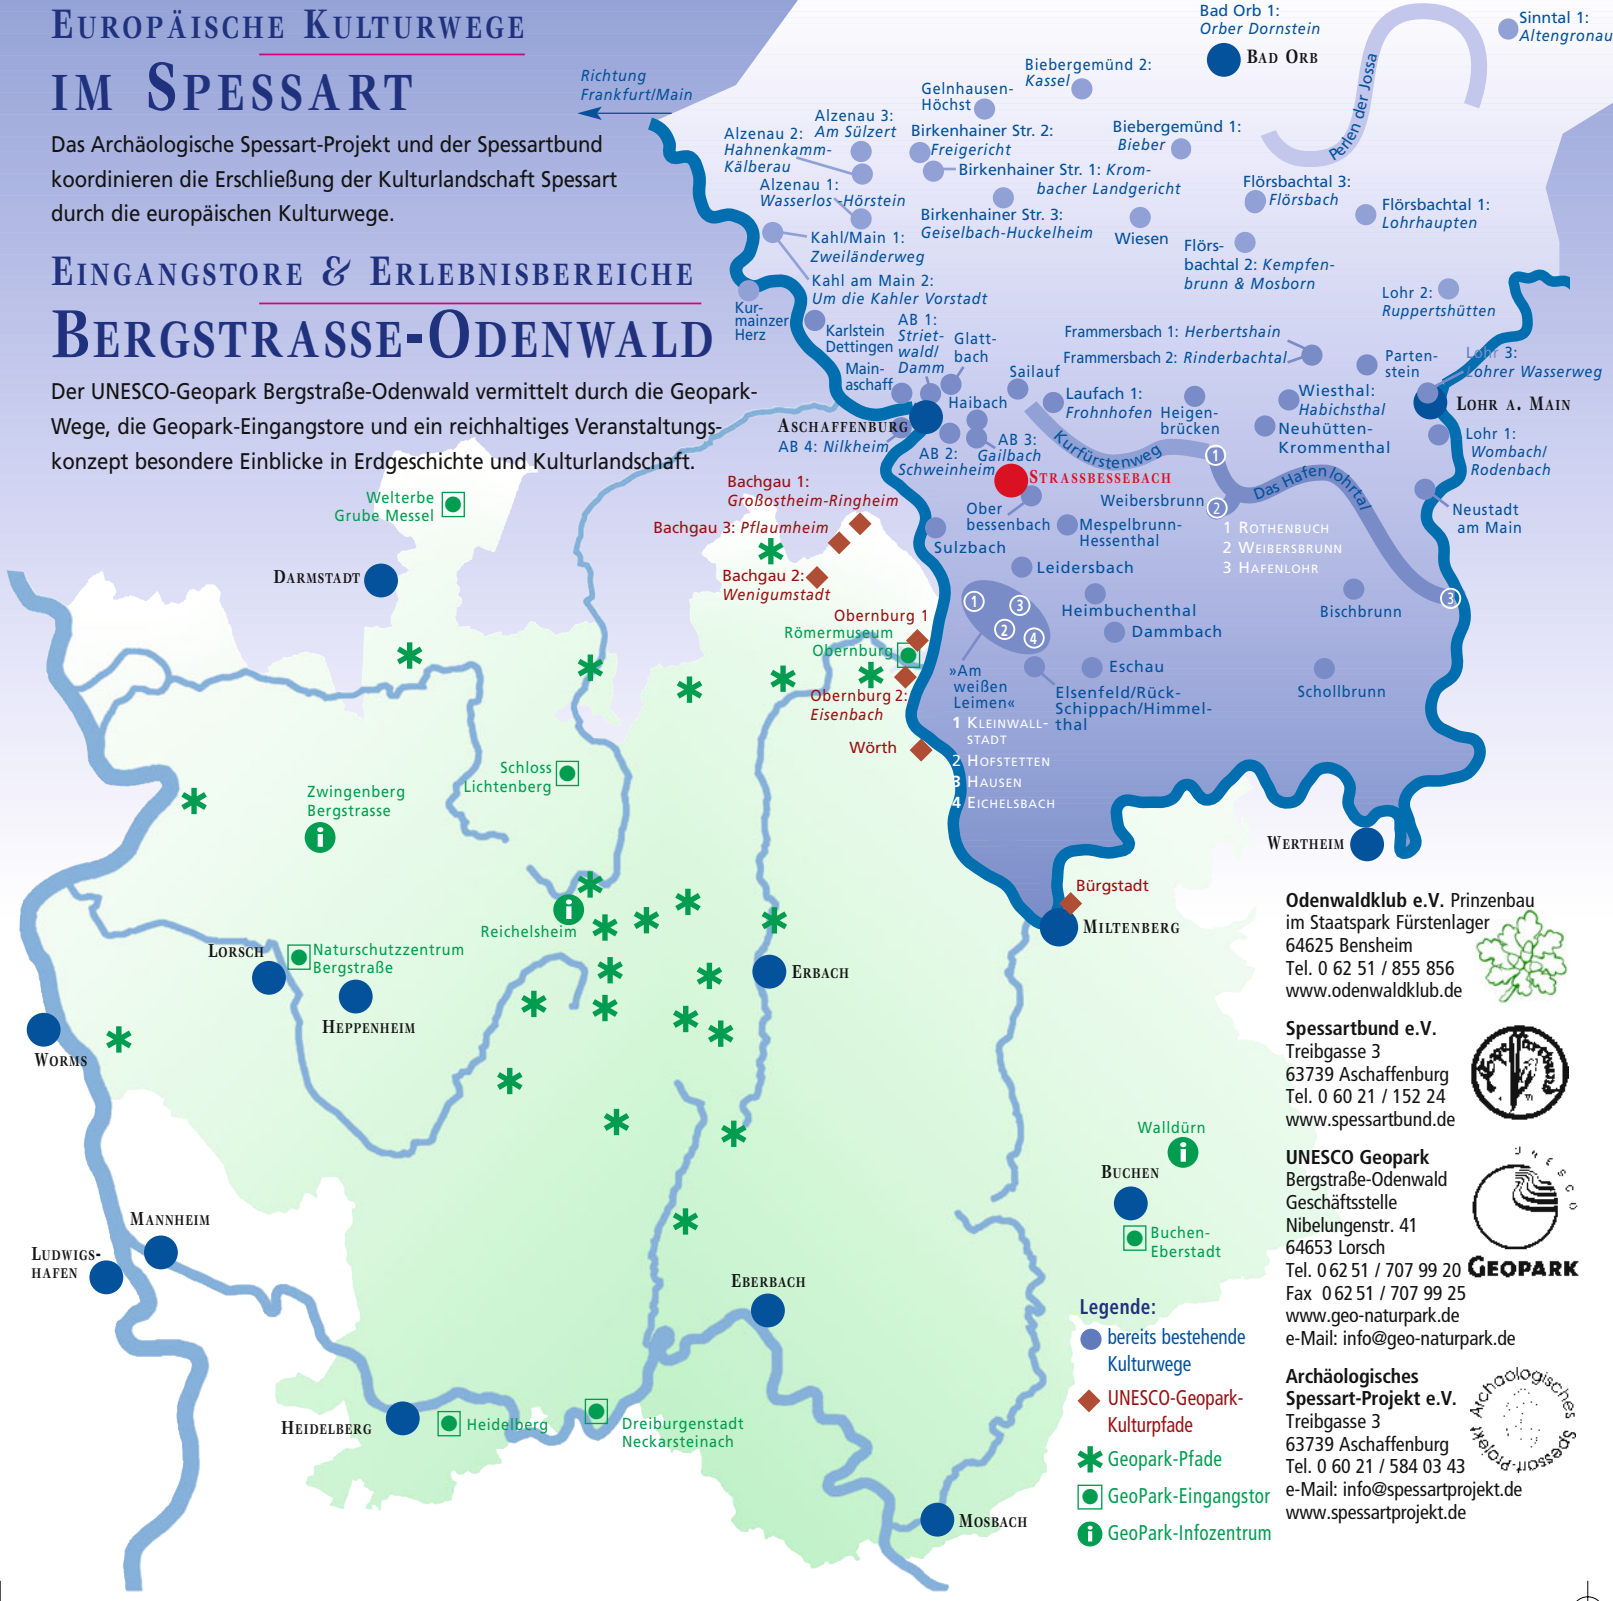 Europäische Kulturwege
im Spessart
Das Archäologische Spessart-Projekt und der Spessartbund
koordinieren die Erschließung der Kulturlandschaft Spessart
durch die europäischen Kulturwege.
Eingangstore & Erlebnisbereiche
Bergstrasse-Odenwald
Der UNESCO-Geopark Bergstraße-Odenwald vermittelt durch die Geopark-
Wege, die Geopark-Eingangstore und ein reichhaltiges Veranstaltungs-
konzept besondere Einblicke in Erdgeschichte und Kulturlandschaft.
Richtung
Frankfurt/Main
Bad Orb 1:
Orber Dornstein
Bad Orb
Sinntal 1:
Altengronau
Perlen der Jossa
Biebergemünd 2:
Kassel
Gelnhausen-
Höchst
Alzenau 3:
Am Sülzert
Alzenau 2:
Hahnenkamm-
Kälberau
Birkenhainer Str. 2:
Freigericht
Biebergemünd 1:
Bieber
Birkenhainer Str. 1: Krom-
bacher Landgericht
Alzenau 1:
Wasserlos -Hörstein
Flörsbachtal 3:
Flörsbach
Flörsbachtal 1:
Lohrhaupten
Birkenhainer Str. 3:
Geiselbach-Huckelheim
Wiesen
Kahl/Main 1:
Zweiländerweg
Flörs-
bachtal 2: Kempfen-
brunn & Mosborn
Kahl am Main 2:
Um die Kahler Vorstadt
Lohr 2:
Ruppertshütten
Kur-
mainzer
Herz
Karlstein
Dettingen
AB 1:
Striet-
wald/
Damm
Glatt-
bach
Frammersbach 1: Herbertshain
Frammersbach 2: Rinderbachtal
Parten-
stein
Lohr 3:
Lohrer Wasserweg
Main-
aschaff
Sailauf
Haibach
Laufach 1:
Frohnhofen
Heigen-
brücken
Wiesthal:
Habichsthal
Lohr a. Main
Aschaffenburg
AB 4: Nilkheim
AB 2:
Schweinheim
AB 3:
Gailbach
Kurfürstenweg
1
Neuhütten-
Krommenthal
Lohr 1:
Wombach/
Rodenbach
Strassbessebach
Das Hafenlohrtal
Weibersbrunn
2
Ober
bessenbach
Mespelbrunn-
Hessenthal
1 Rothenbuch
2 Weibersbrunn
3 Hafenlohr
Neustadt
am Main
Sulzbach
Leidersbach
3
Bischbrunn
1
3
2
4
Heimbuchenthal
Dammbach
»Am
weißen
Leimen«
Eschau
Elsenfeld/Rück-
Schippach/Himmel-
thal
Schollbrunn
1 Kleinwall-
stadt
2 Hofstetten
3 Hausen
4 Eichelsbach
Wertheim
Bürgstadt
Miltenberg
Welterbe
Grube Messel
Darmstadt
Bachgau 1:
Großostheim-Ringheim
Bachgau 3: Pflaumheim
Bachgau 2:
Wenigumstadt
Obernburg 1
Römermuseum
Obernburg
Obernburg 2:
Eisenbach
Wörth
Schloss
Lichtenberg
Zwingenberg
Bergstrasse
Reichelsheim
Lorsch
Naturschutzzentrum
Bergstraße
Heppenheim
Worms
Erbach
Mannheim
Ludwigs-
hafen
Eberbach
Heidelberg
Heidelberg
Dreiburgenstadt
Neckarsteinach
Mosbach
Walldürn
Buchen
Buchen-
Eberstadt
Legende:
bereits bestehende
Kulturwege
UNESCO-Geopark-
Kulturpfade
Geopark-Pfade
GeoPark-Eingangstor
GeoPark-Infozentrum
Odenwaldklub e.V. Prinzenbau
im Staatspark Fürstenlager
64625 Bensheim
Tel. 0 62 51 / 855 856
www.odenwaldklub.de
Spessartbund e.V.
Treibgasse 3
63739 Aschaffenburg
Tel. 0 60 21 / 152 24
www.spessartbund.de
Spessartbund
UNESCO Geopark
Bergstraße-Odenwald
Geschäftsstelle
Nibelungenstr. 41
64653 Lorsch
Tel. 0 62 51 / 707 99 20
Fax 0 62 51 / 707 99 25
www.geo-naturpark.de
e-Mail: info@geo-naturpark.de
UNESCO
Geopark
Archäologisches
Spessart-Projekt e.V.
Treibgasse 3
63739 Aschaffenburg
Tel. 0 60 21 / 584 03 43
e-Mail: info@spessartprojekt.de
www.spessartprojekt.de
Archäologisches Spessart-Projekt